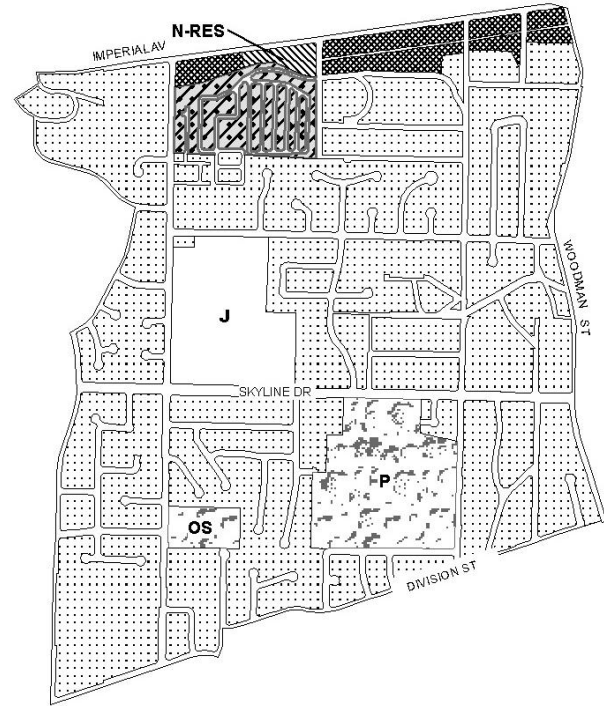 N-RES
IMPERIAL AV
WOODMAN ST
J
SKYLINE DR
P
OS
DIVISION ST